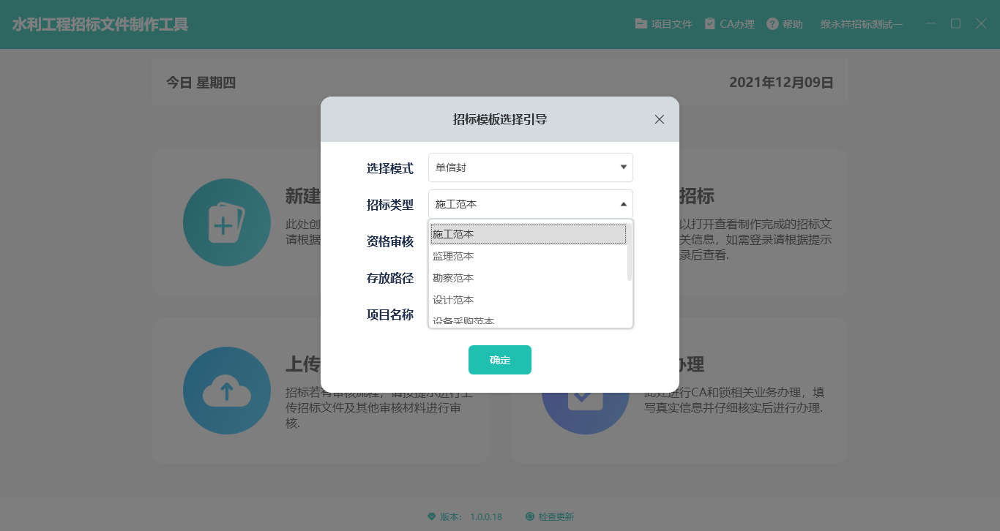 水利工程招标文件制作工具
项目文件
CA办理
帮助
缑永祥招标测试一
今日 星期四
2021年12月09日
招标模板选择引导
选择模式
单信封
招标类型
施工范本
资格审核
存放路径
项目名称
施工范本
监理范本
勘察范本
设计范本
设备采购范本
确定
新建
此处创
请根据
招标
以打开查看制作完成的招标文
关信息，如需登录请根据提示
录后查看.
上传
招标若有审核流程，请按提示进行上
传招标文件及其他审核材料进行审
核.
办理
此处进行CA和锁相关业务办理，填
写真实信息并仔细核实后进行办理.
版本： 1.0.0.18
检查更新